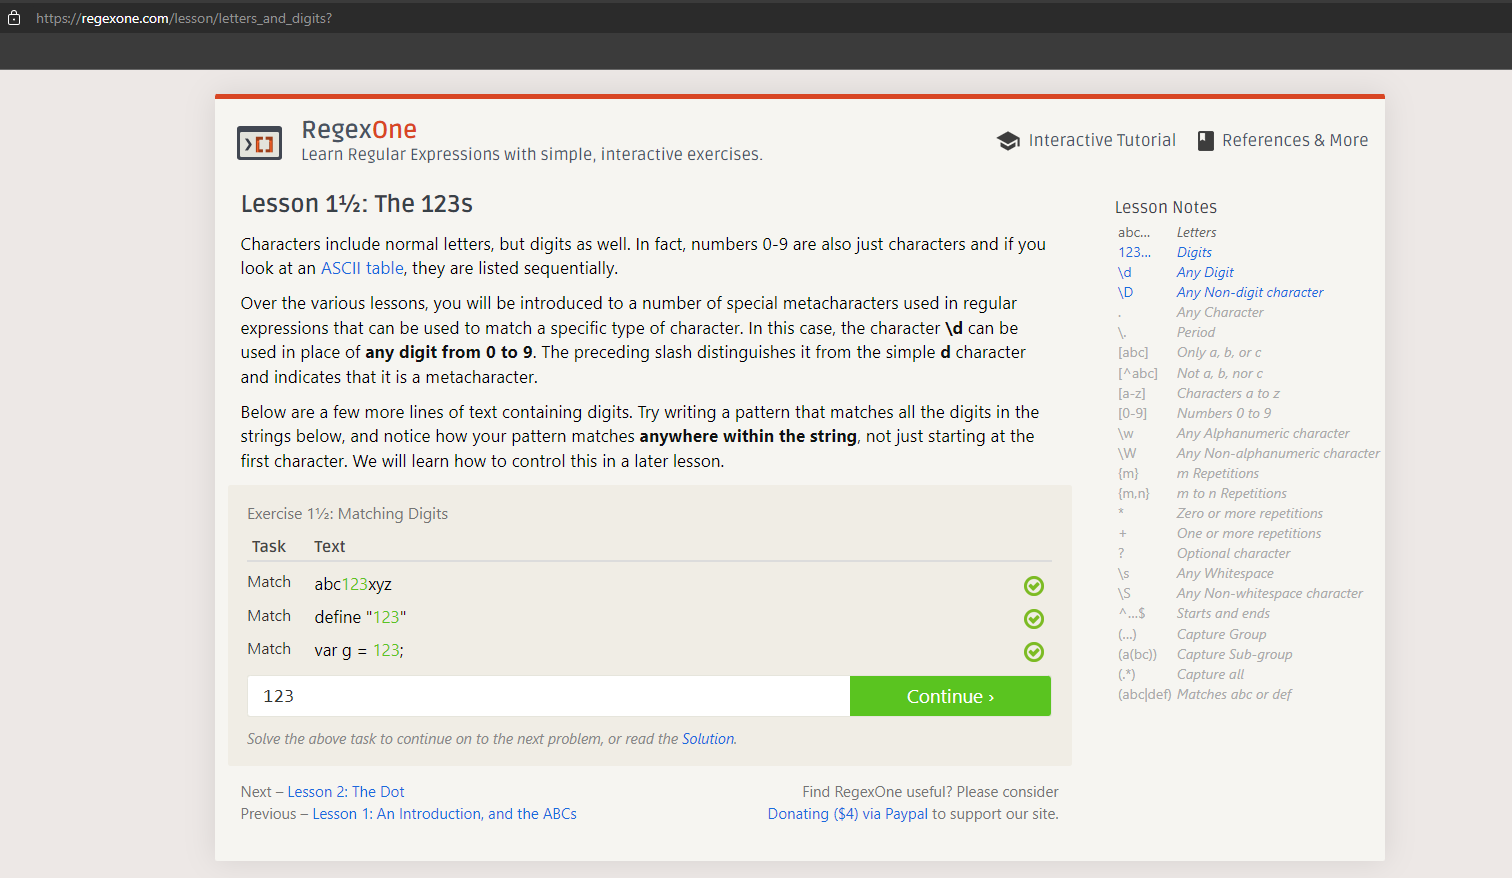 https://regexone.com/lesson/letters_and_digits?
RegexOne
Learn Regular Expressions with simple, interactive exercises.
Interactive Tutorial
References & More
Lesson 1½: The 123s
Characters include normal letters, but digits as well. In fact, numbers 0-9 are also just characters and if you
look at an ASCII table, they are listed sequentially.
Over the various lessons, you will be introduced to a number of special metacharacters used in regular
expressions that can be used to match a specific type of character. In this case, the character \d can be
used in place of any digit from 0 to 9. The preceding slash distinguishes it from the simple d character
and indicates that it is a metacharacter.
Below are a few more lines of text containing digits. Try writing a pattern that matches all the digits in the
strings below, and notice how your pattern matches anywhere within the string, not just starting at the
first character. We will learn how to control this in a later lesson.
Exercise 1½: Matching Digits
Task Text
Match abc123xyz
Match define "123"
Match var g = 123;
123
Continue ›
Solve the above task to continue on to the next problem, or read the Solution.
Next – Lesson 2: The Dot
Previous – Lesson 1: An Introduction, and the ABCs
Find RegexOne useful? Please consider
Donating ($4) via Paypal to support our site.
Lesson Notes
abc... Letters
123... Digits
\d Any Digit
\D Any Non-digit character
. Any Character
\. Period
[abc] Only a, b, or c
[^abc] Not a, b, nor c
[a-z] Characters a to z
[0-9] Numbers 0 to 9
\w Any Alphanumeric character
\W Any Non-alphanumeric character
{m} m Repetitions
{m,n} m to n Repetitions
* Zero or more repetitions
+ One or more repetitions
? Optional character
\s Any Whitespace
\S Any Non-whitespace character
^...$ Starts and ends
(...) Capture Group
(a(bc)) Capture Sub-group
(.*) Capture all
(abc|def) Matches abc or def